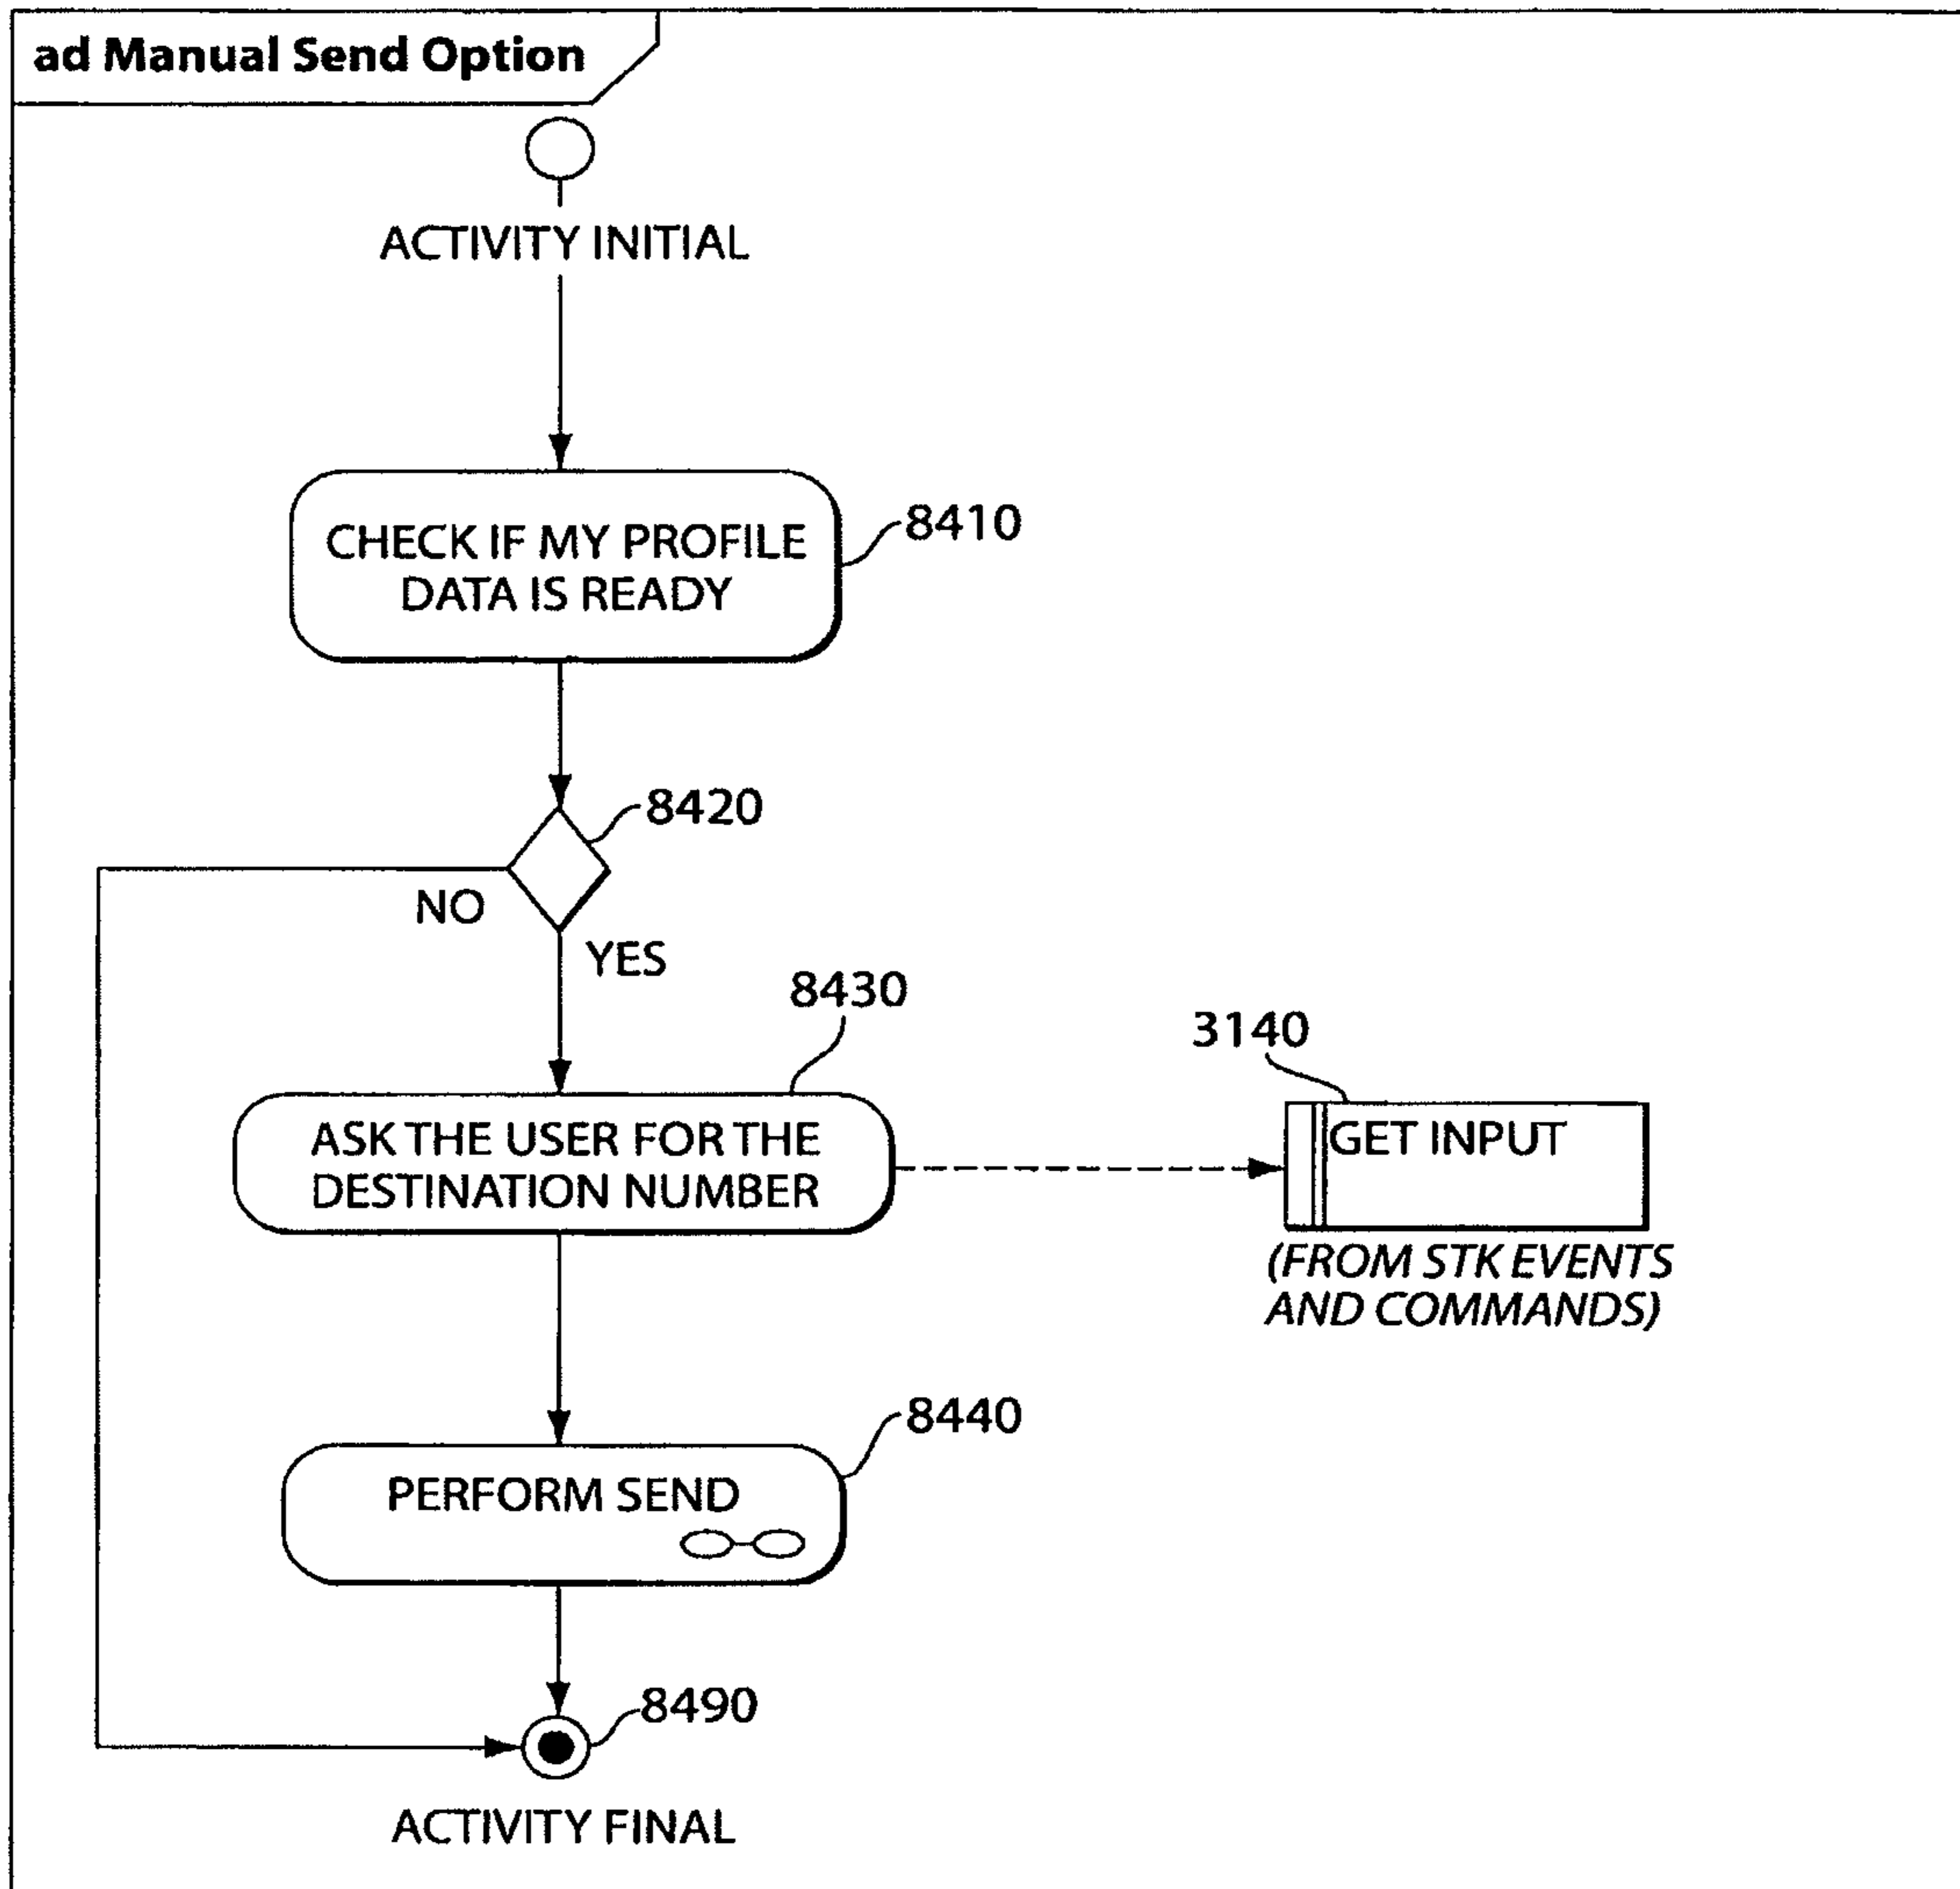 ad Manual Send Option
ACTIVITY INITIAL
CHECK IF MY PROFILE
DATA IS READY
8410
8420
NO
YES
8430
3140
ASK THE USER FOR THE
DESTINATION NUMBER
GET INPUT
(FROM STK EVENTS
AND COMMANDS)
8440
PERFORM SEND
8490
ACTIVITY FINAL